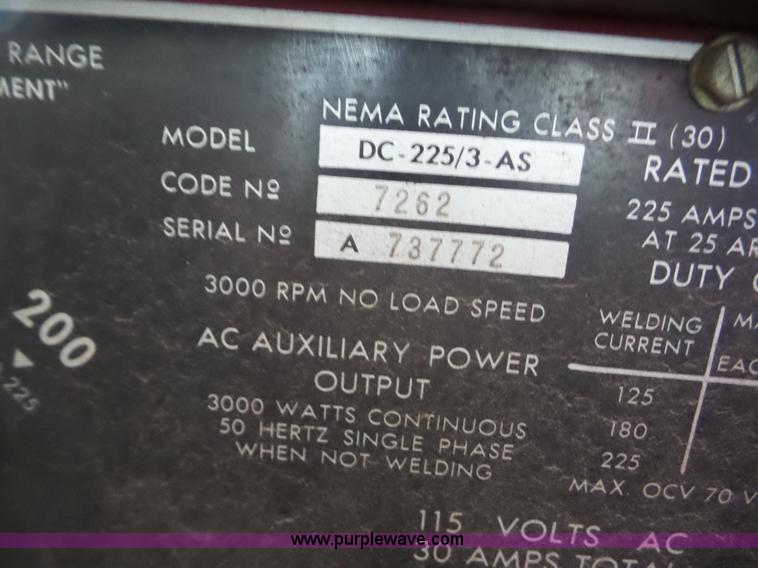 RANGE
MENT"
NEMA RATING CLASS II (30)
MODEL DC-225/3-AS
CODE Nº 7262
SERIAL Nº A 737772
RATED
225 AMPS
AT 25
DUTY
3000 RPM NO LOAD SPEED
WELDING
CURRENT
125
180
225
MAX. OCV 70 V
AC AUXILIARY POWER
OUTPUT
3000 WATTS CONTINUOUS
50 HERTZ SINGLE PHASE
WHEN NOT WELDING
200
225
115 VOLTS AC
30 AMPS
www.purplewave.com